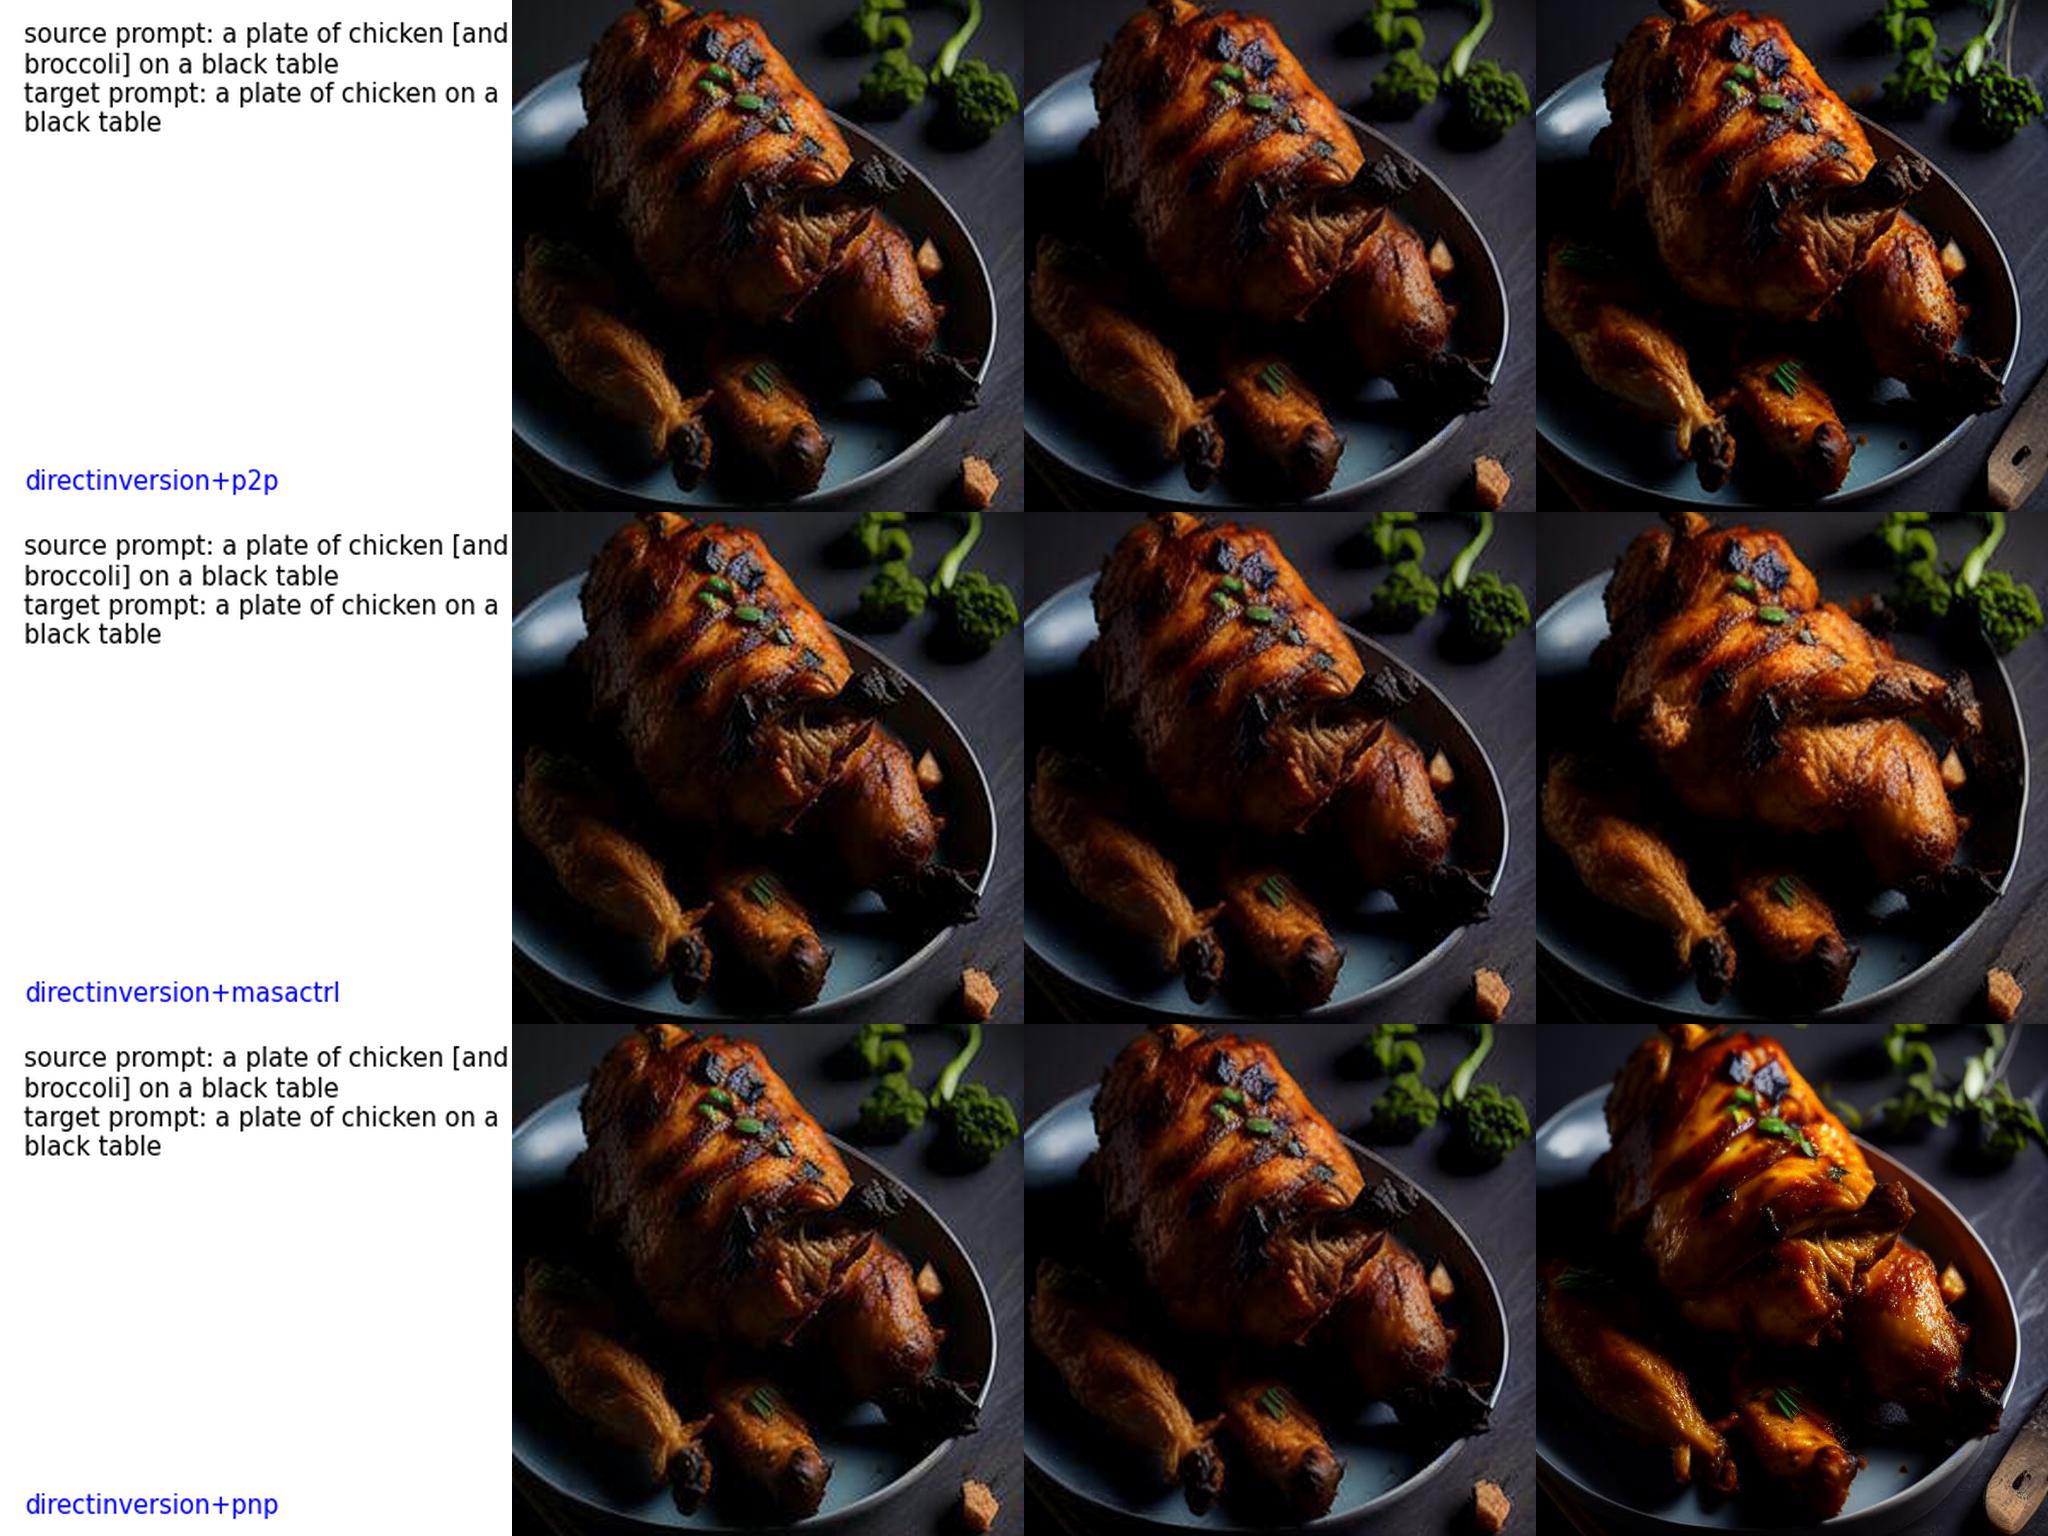 source prompt: a plate of chicken [and
broccoli] on a black table
target prompt: a plate of chicken on a
black table
directinversion+p2p
source prompt: a plate of chicken [and
broccoli] on a black table
target prompt: a plate of chicken on a
black table
directinversion+masactrl
source prompt: a plate of chicken [and
broccoli] on a black table
target prompt: a plate of chicken on a
black table
directinversion+pnp